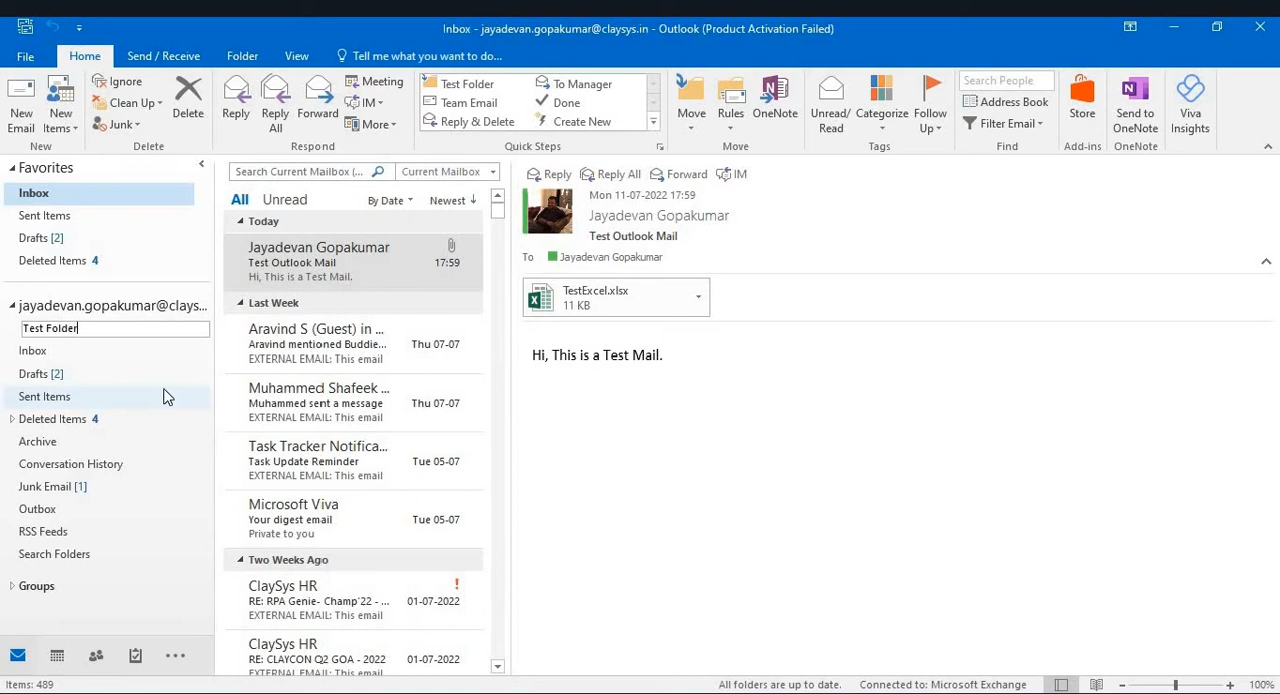 Inbox - jayadevan.gopakumar@claysys.in - Outlook (Product Activation Failed)
File Home Send / Receive Folder View Tell me what you want to do...
New Email
New Items
New
Ignore
Clean Up
Junk
Delete
Delete
Reply
Reply All
Forward
Meeting
IM
More
Respond
Test Folder
Team Email
Reply & Delete
To Manager
Done
Create New
Quick Steps
Move
Rules
OneNote
Move
Unread/ Read
Categorize
Follow Up
Tags
Search People
Address Book
Filter Email
Find
Store
Add-ins
Send to OneNote
OneNote
Viva Insights
Favorites
Inbox
Sent Items
Drafts [2]
Deleted Items 4
jayadevan.gopakumar@clays...
Test Folder
Inbox
Drafts [2]
Sent Items
Deleted Items 4
Archive
Conversation History
Junk Email [1]
Outbox
RSS Feeds
Search Folders
Groups
Search Current Mailbox (... Current Mailbox
All Unread By Date Newest
Today
Jayadevan Gopakumar
Test Outlook Mail 17:59
Hi, This is a Test Mail.
Last Week
Aravind S (Guest) in ...
Aravind mentioned Buddie... Thu 07-07
EXTERNAL EMAIL: This email
Muhammed Shafeek ...
Muhammed sent a message Thu 07-07
EXTERNAL EMAIL: This email
Task Tracker Notifica...
Task Update Reminder Tue 05-07
EXTERNAL EMAIL: This email
Microsoft Viva
Your digest email Tue 05-07
Private to you
Two Weeks Ago
ClaySys HR
RE: RPA Genie- Champ'22 - ... 01-07-2022
EXTERNAL EMAIL: This email
ClaySys HR
RE: CLAYCON Q2 GOA - 2022 01-07-2022
EXTERNAL EMAIL: This email
Reply Reply All Forward IM
Mon 11-07-2022 17:59
Jayadevan Gopakumar
Test Outlook Mail
To Jayadevan Gopakumar
TestExcel.xlsx
11 KB
Hi, This is a Test Mail.
Items: 489 All folders are up to date. Connected to: Microsoft Exchange 100%